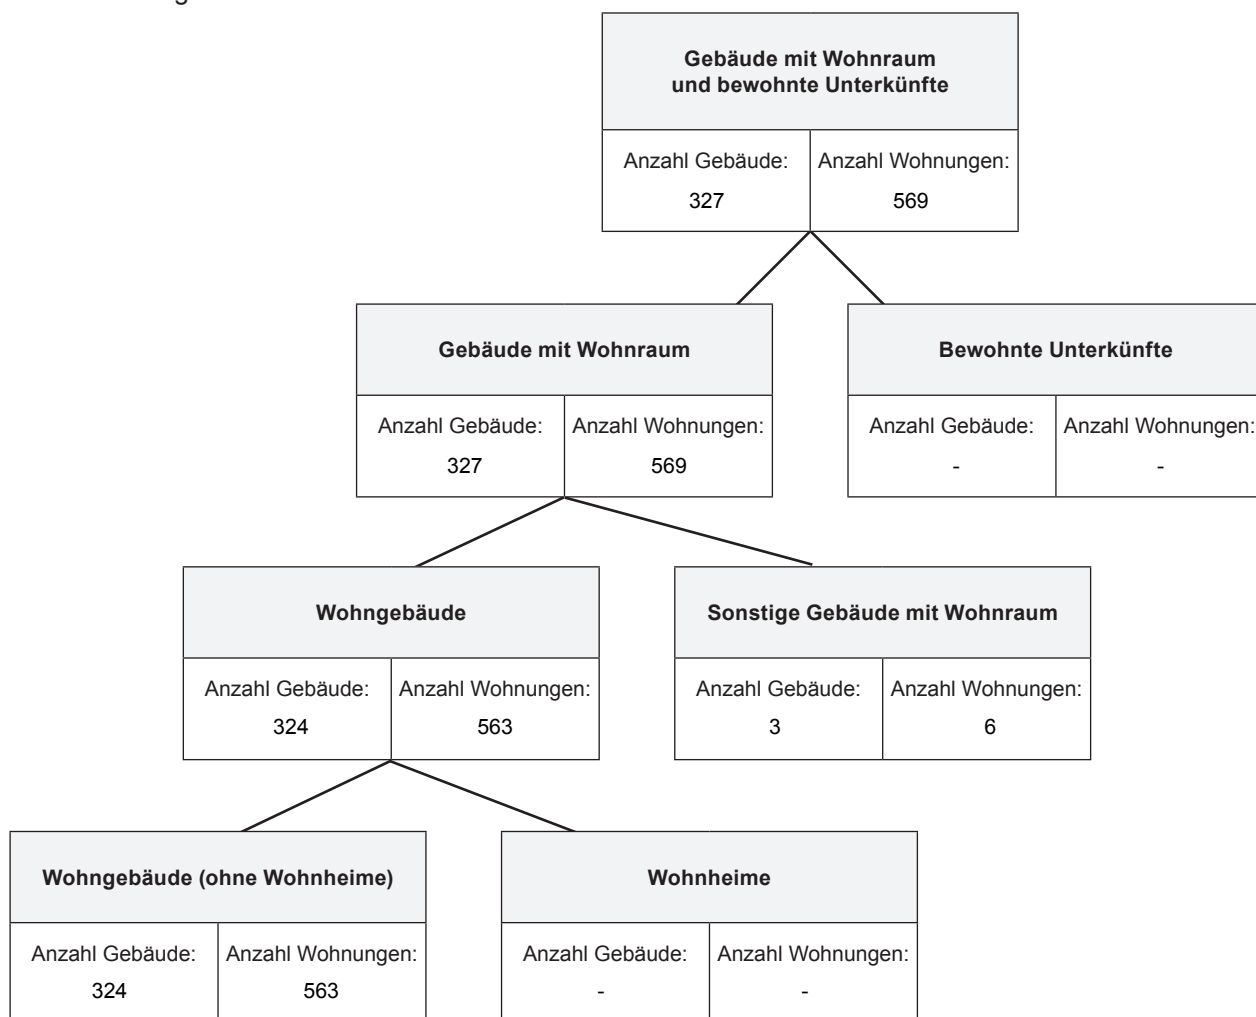 Gebäude mit Wohnraum
und bewohnte Unterkünfte
Anzahl Gebäude: Anzahl Wohnungen:
327 569
Gebäude mit Wohnraum Bewohnte Unterkünfte
Anzahl Gebäude: Anzahl Wohnungen: Anzahl Gebäude: Anzahl Wohnungen:
327 569 - -
Wohngebäude Sonstige Gebäude mit Wohnraum
Anzahl Gebäude: Anzahl Wohnungen: Anzahl Gebäude: Anzahl Wohnungen:
324 563 3 6
Wohngebäude (ohne Wohnheime) Wohnheime
Anzahl Gebäude: Anzahl Wohnungen: Anzahl Gebäude: Anzahl Wohnungen:
324 563 - -